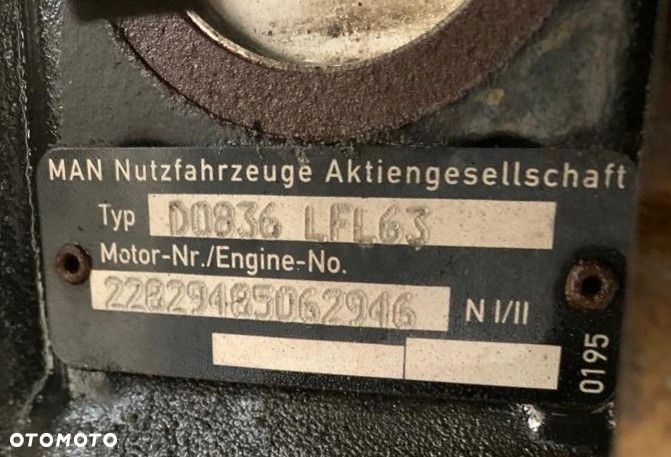 MAN Nutzfahrzeuge Aktiengesellschaft
Typ D0836 LFL63
Motor-Nr./Engine-No.
22829485062946 N I/II
0195
OTOMOTO